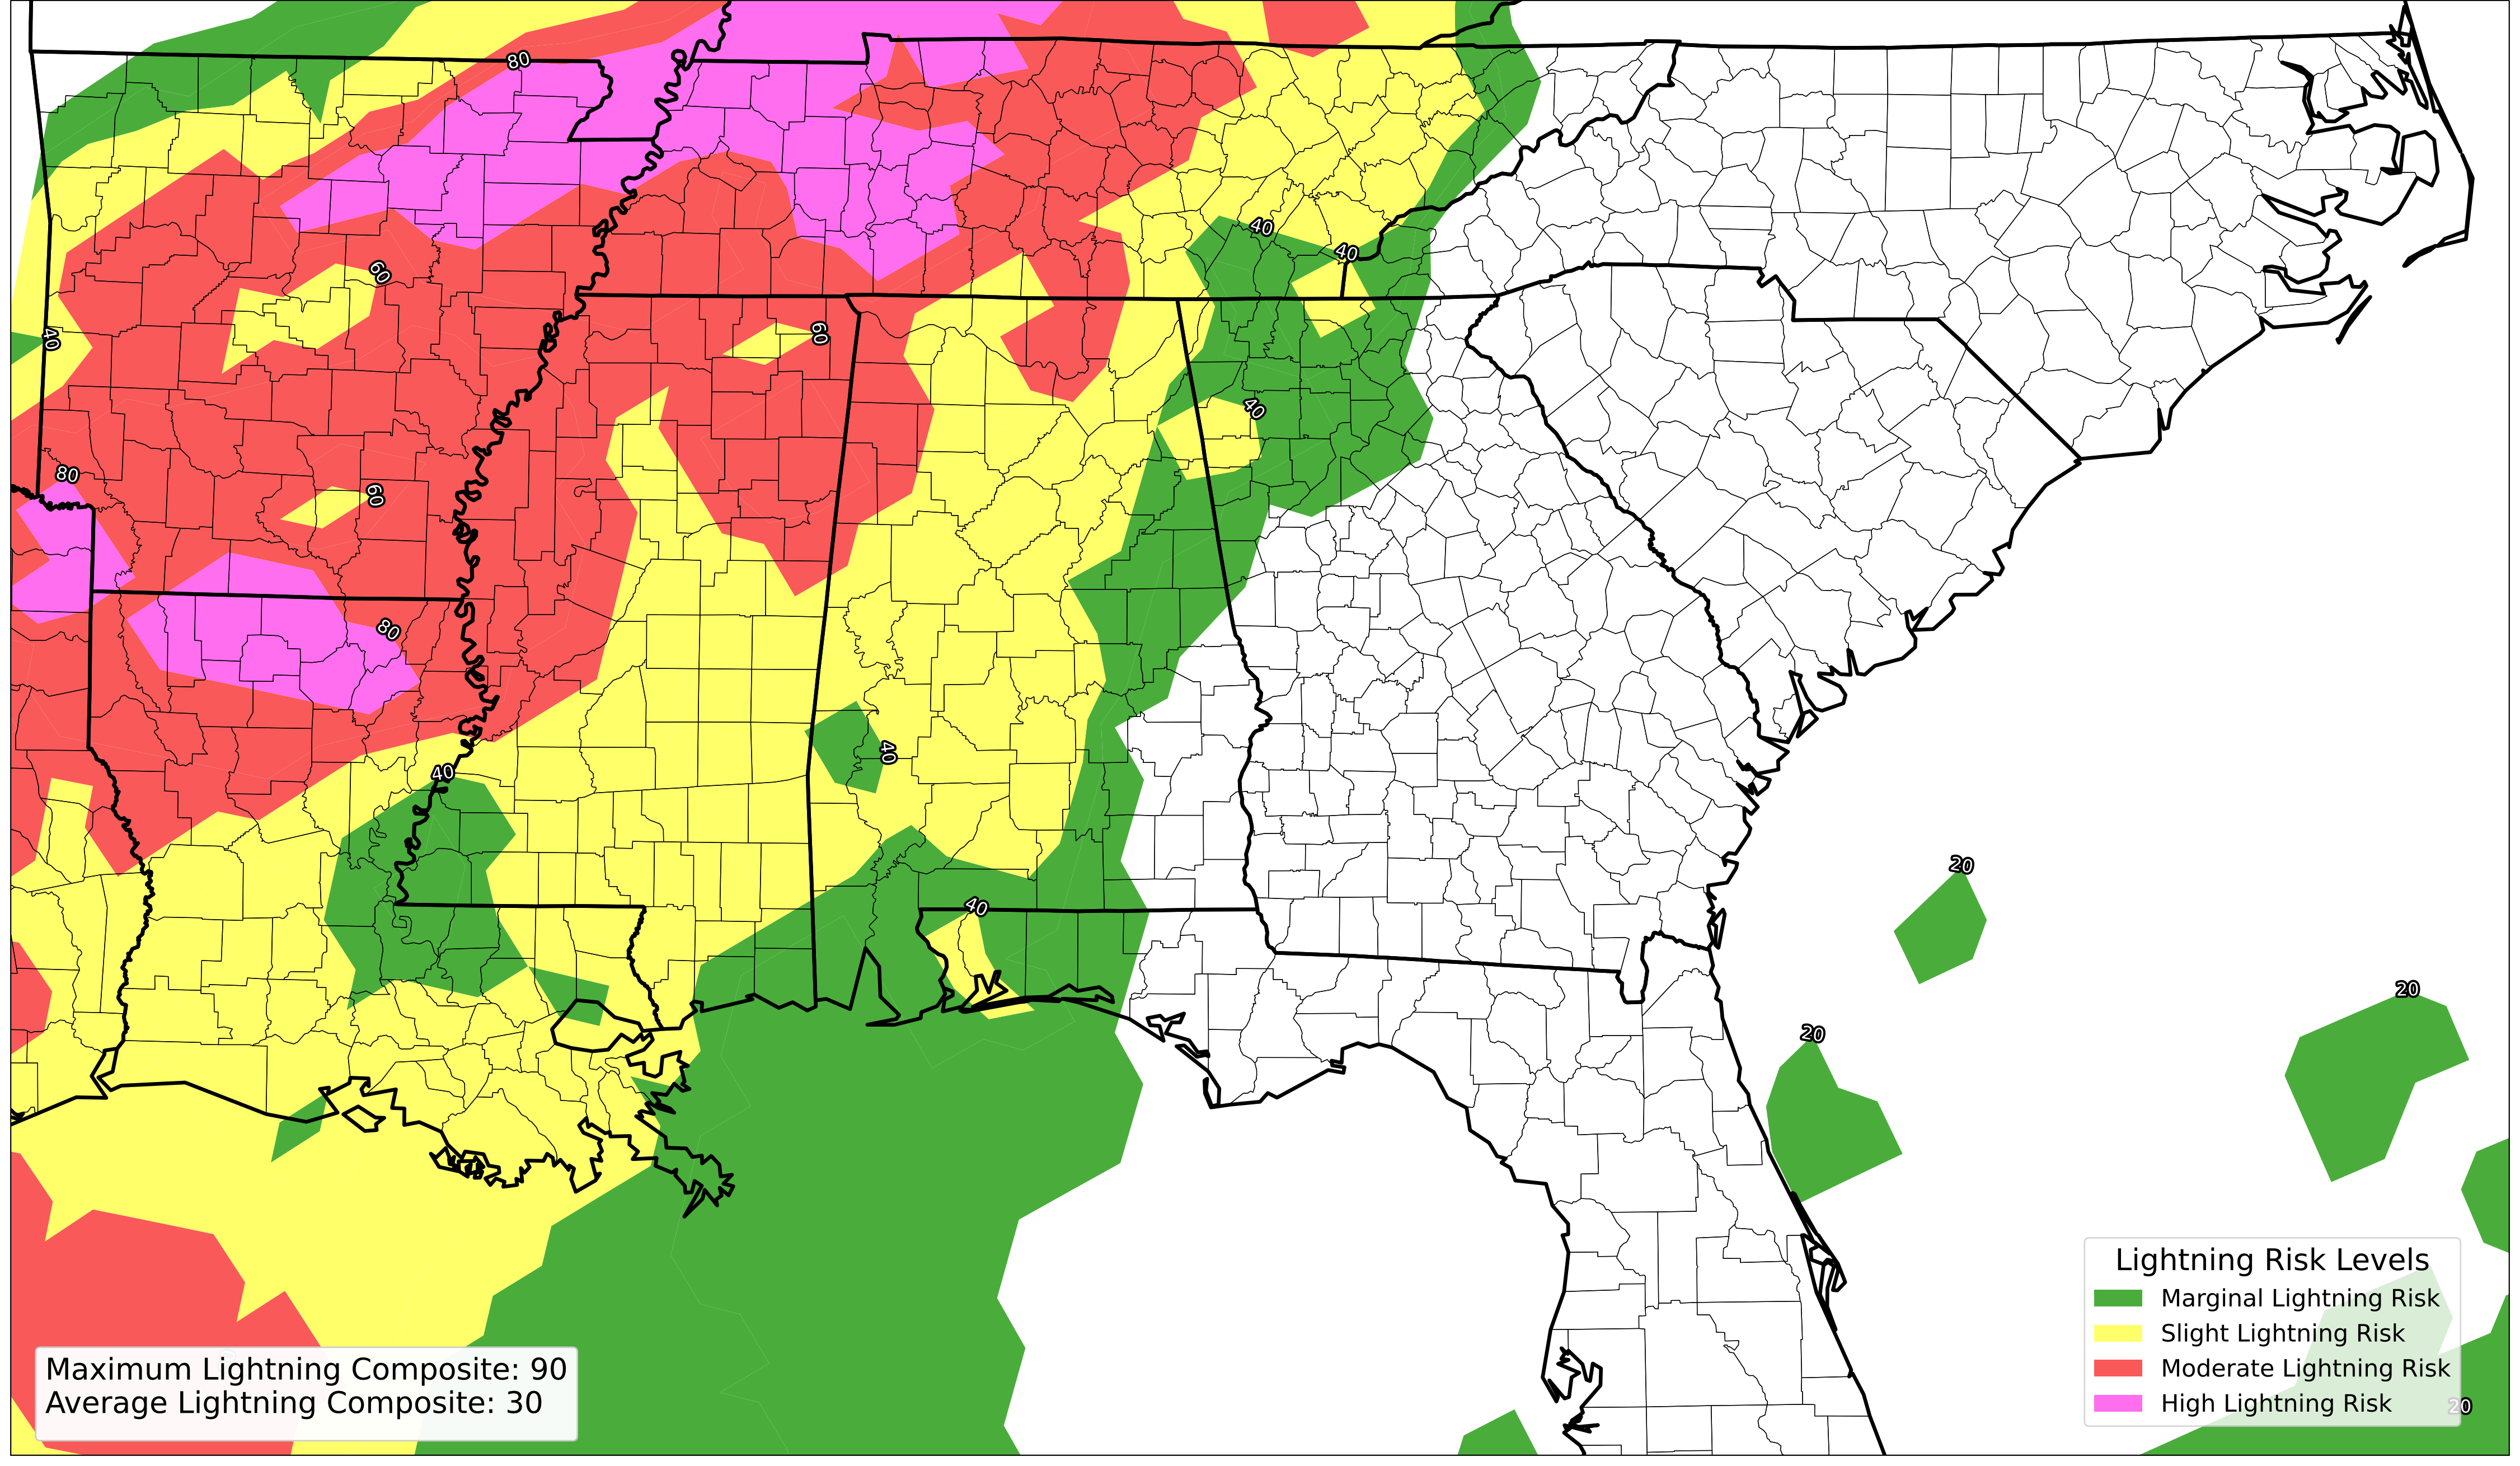 80
40
40
60
40
60
40
80
60
80
40
40
20
40
20
20
Lightning Risk Levels
Marginal Lightning Risk
Slight Lightning Risk
Moderate Lightning Risk
High Lightning Risk
20
Maximum Lightning Composite: 90
Average Lightning Composite: 30